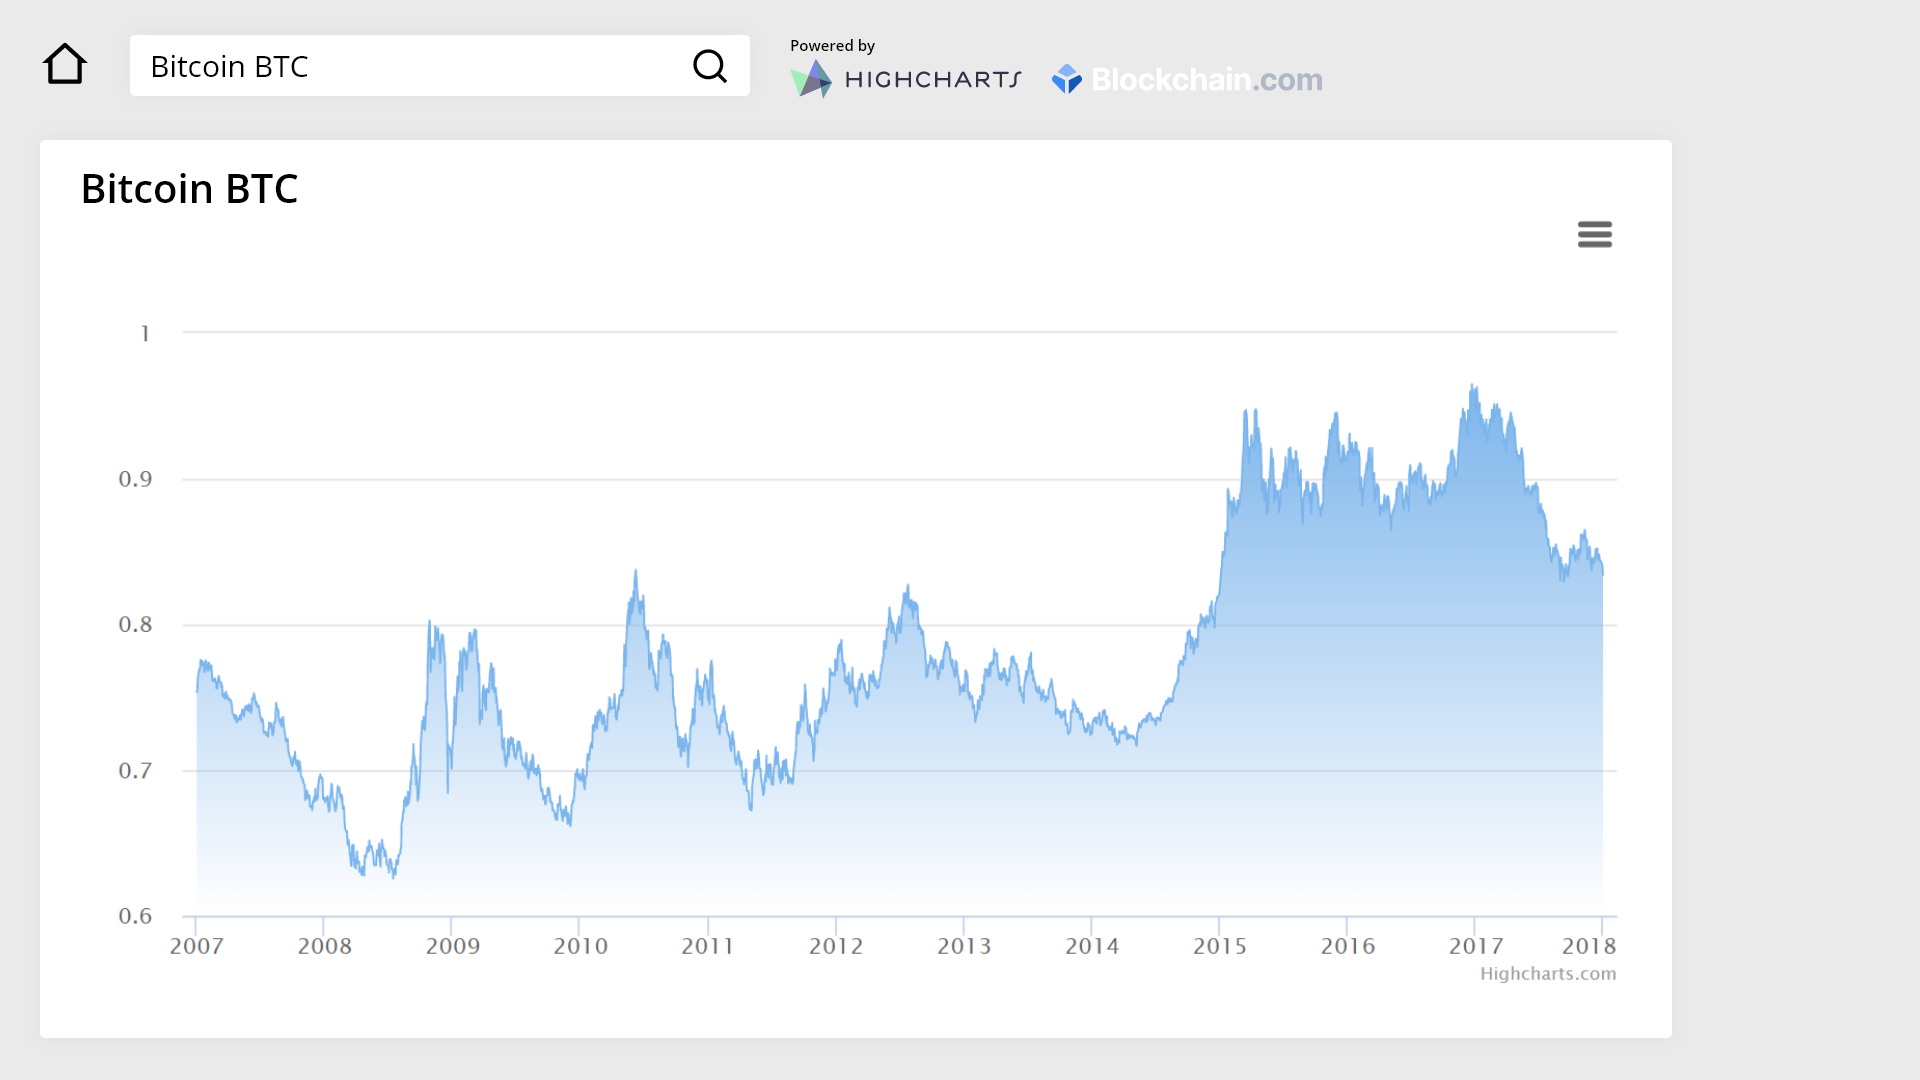 Bitcoin BTC
Powered by
HIGHCHARTS
Blockchain.com
Bitcoin BTC
1
0.9
0.8
0.7
0.6
2007 2008 2009 2010 2011 2012 2013 2014 2015 2016 2017 2018
Highcharts.com